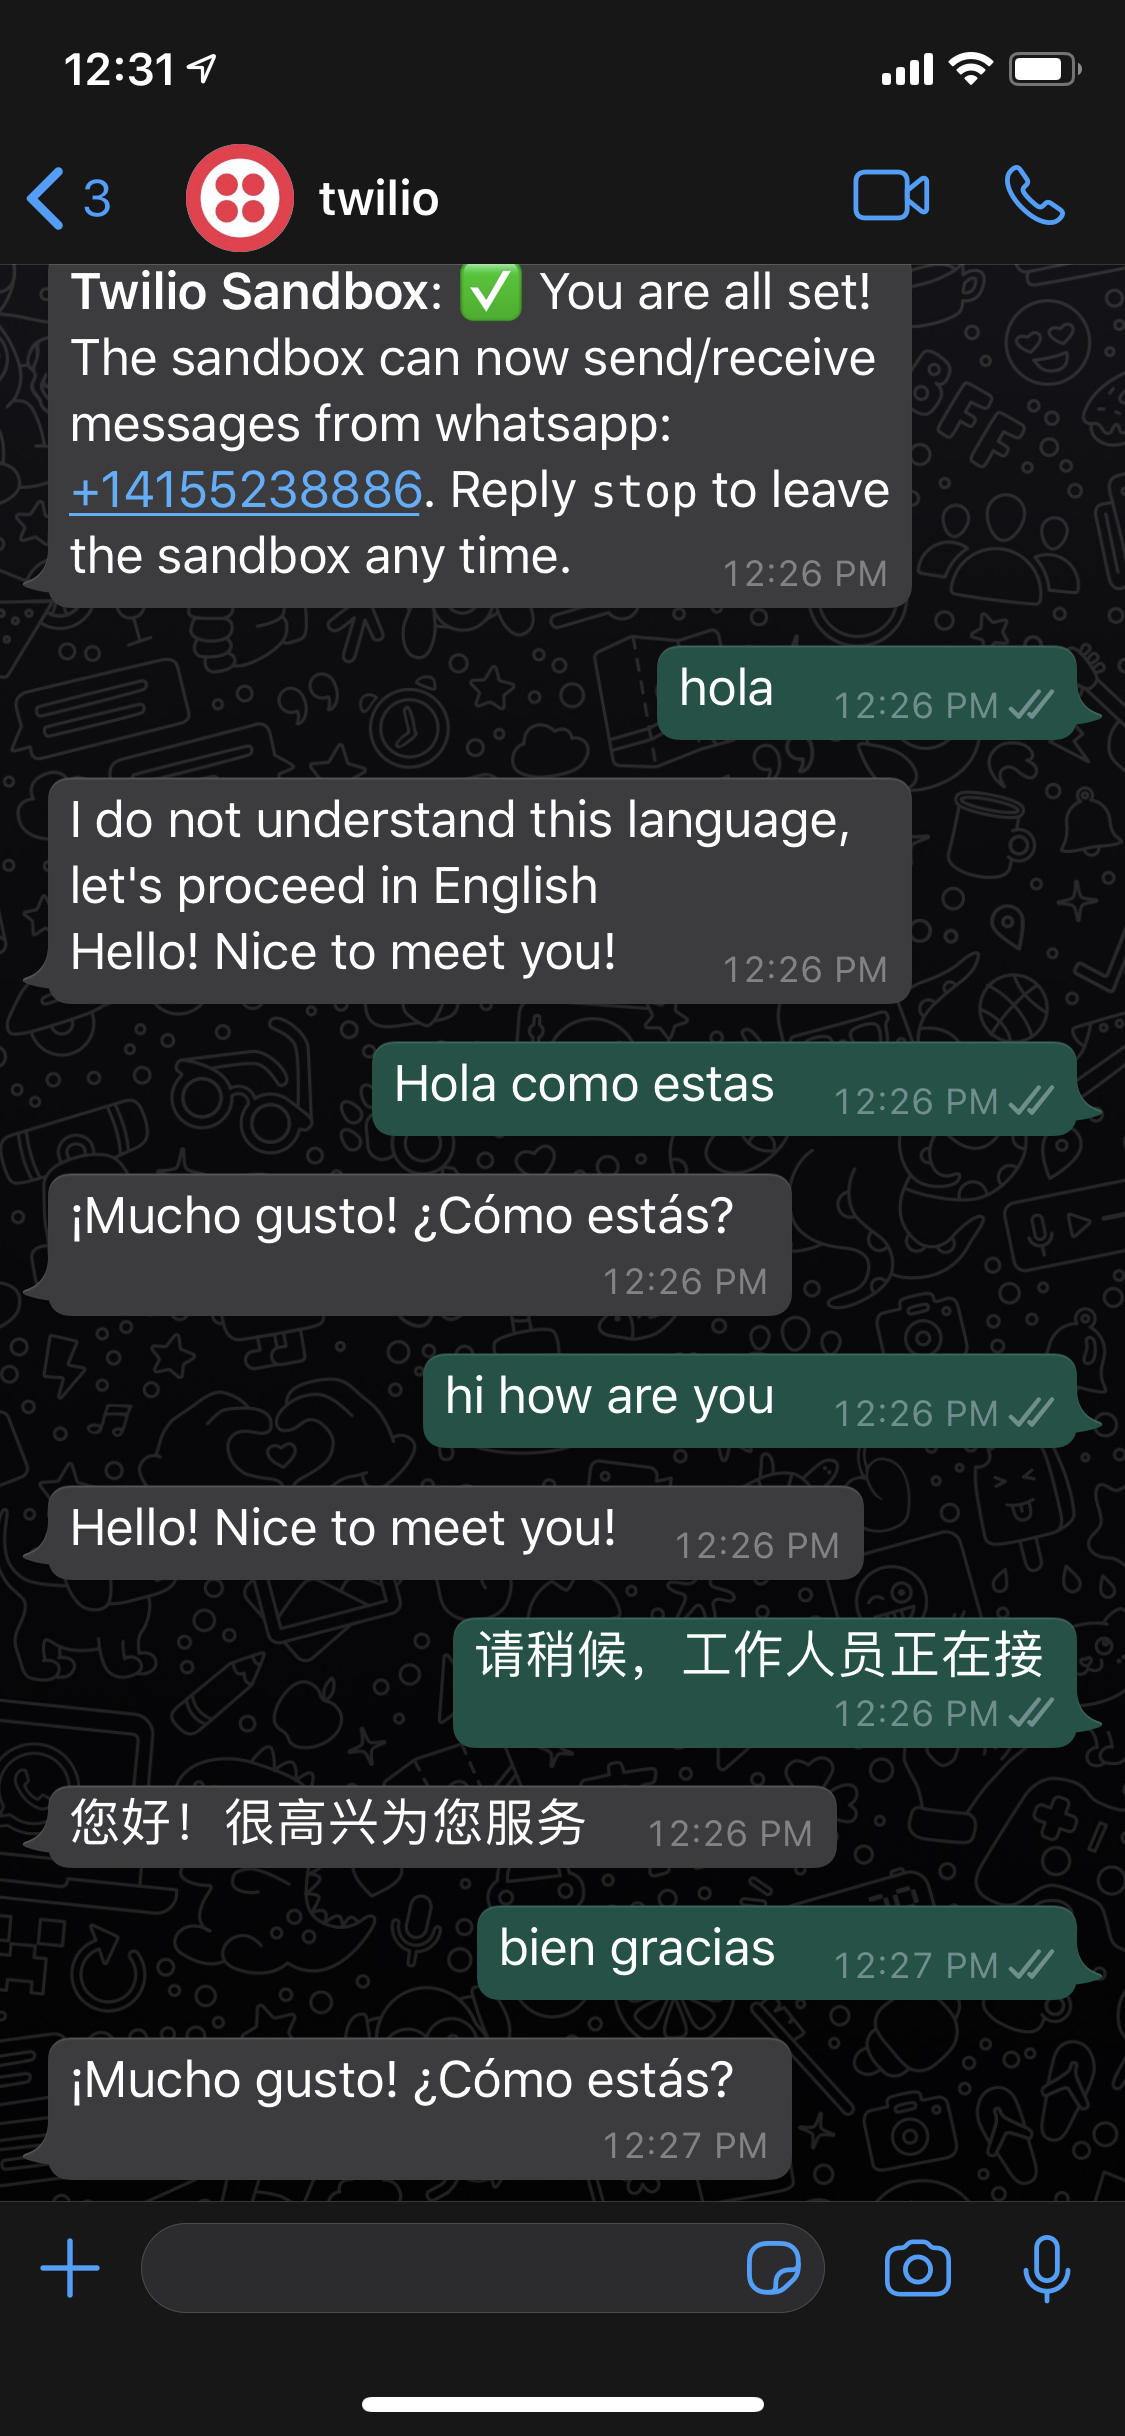 12:31
3
twilio
Twilio Sandbox: ✅ You are all set!
The sandbox can now send/receive
messages from whatsapp:
+14155238886. Reply stop to leave
the sandbox any time.
12:26 PM
hola
12:26 PM
I do not understand this language,
let's proceed in English
Hello! Nice to meet you!
12:26 PM
Hola como estas
12:26 PM
¡Mucho gusto! ¿Cómo estás?
12:26 PM
hi how are you
12:26 PM
Hello! Nice to meet you!
12:26 PM
请稍候，工作人员正在接
12:26 PM
您好！很高兴为您服务
12:26 PM
bien gracias
12:27 PM
¡Mucho gusto! ¿Cómo estás?
12:27 PM
BFF